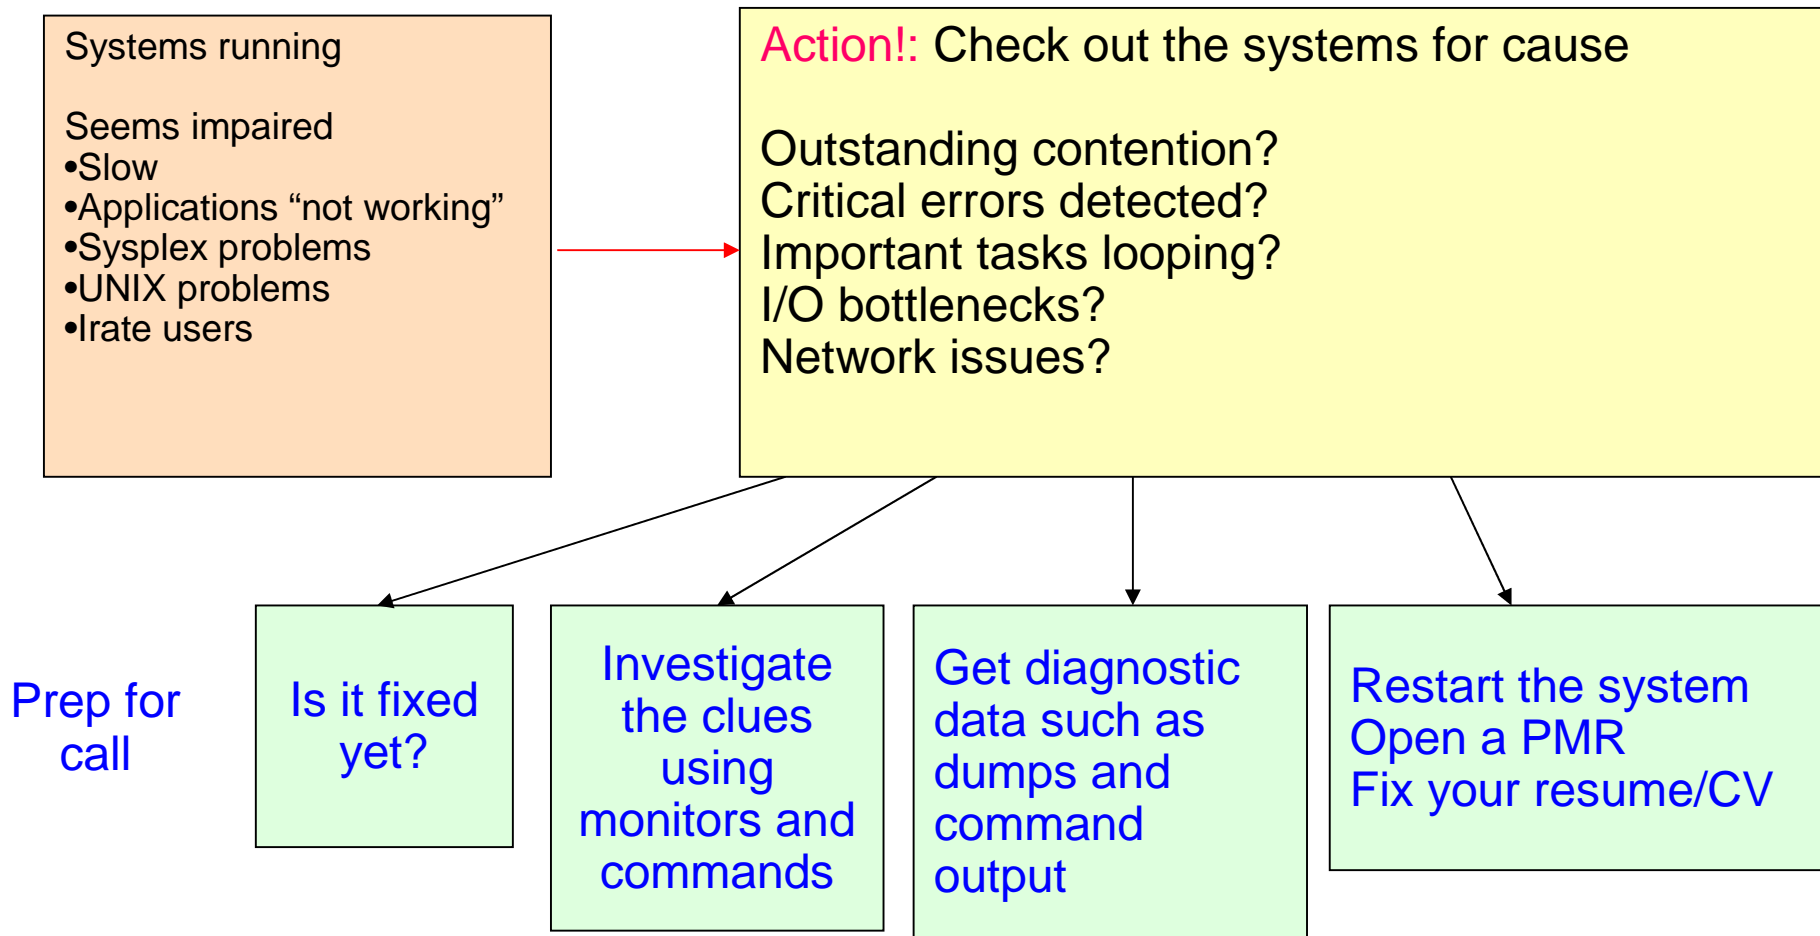 Systems running
Seems impaired
•Slow
•Applications “not working”
•Sysplex problems
•UNIX problems
•Irate users
Action!: Check out the systems for cause
Outstanding contention?
Critical errors detected?
Important tasks looping?
I/O bottlenecks?
Network issues?
Prep for
call
Is it fixed
yet?
Investigate
the clues
using
monitors and
commands
Get diagnostic
data such as
dumps and
command
output
Restart the system
Open a PMR
Fix your resume/CV